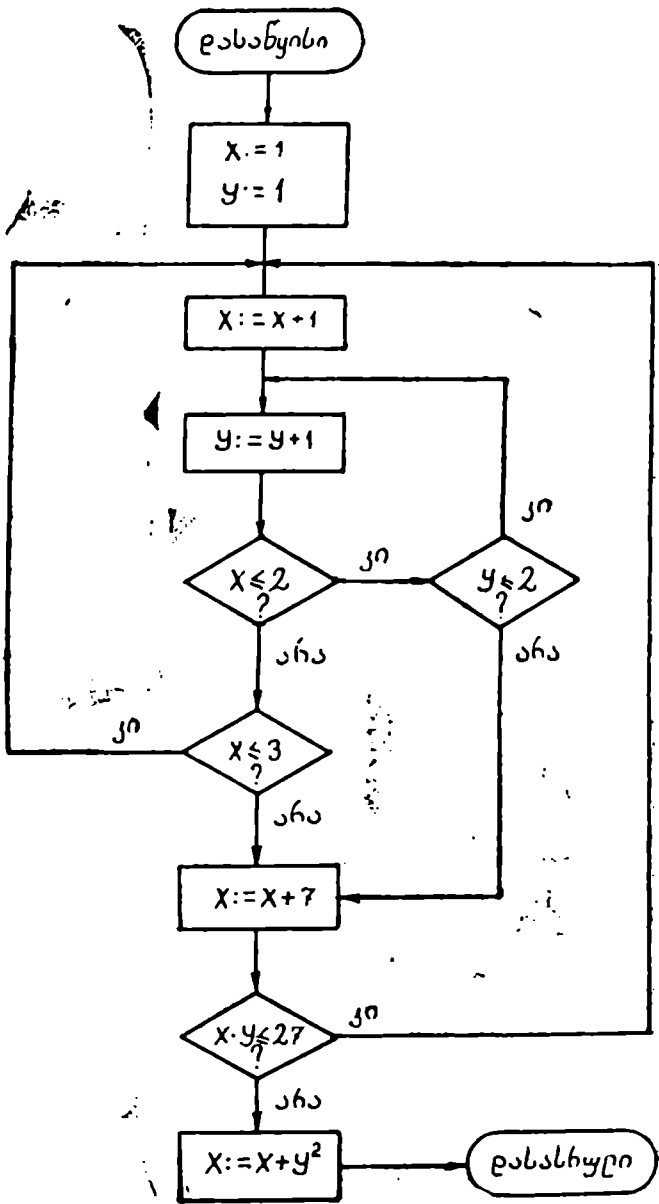 დასაწყისი
X:=1
y:=1
X:=X+1
y:=y+1
X≤2
?
კი
y≤2
?
კი
არა
არა
X≤3
?
კი
არა
X:=X+7
X·y≤27
?
კი
არა
X:=X+y²
დასასრული